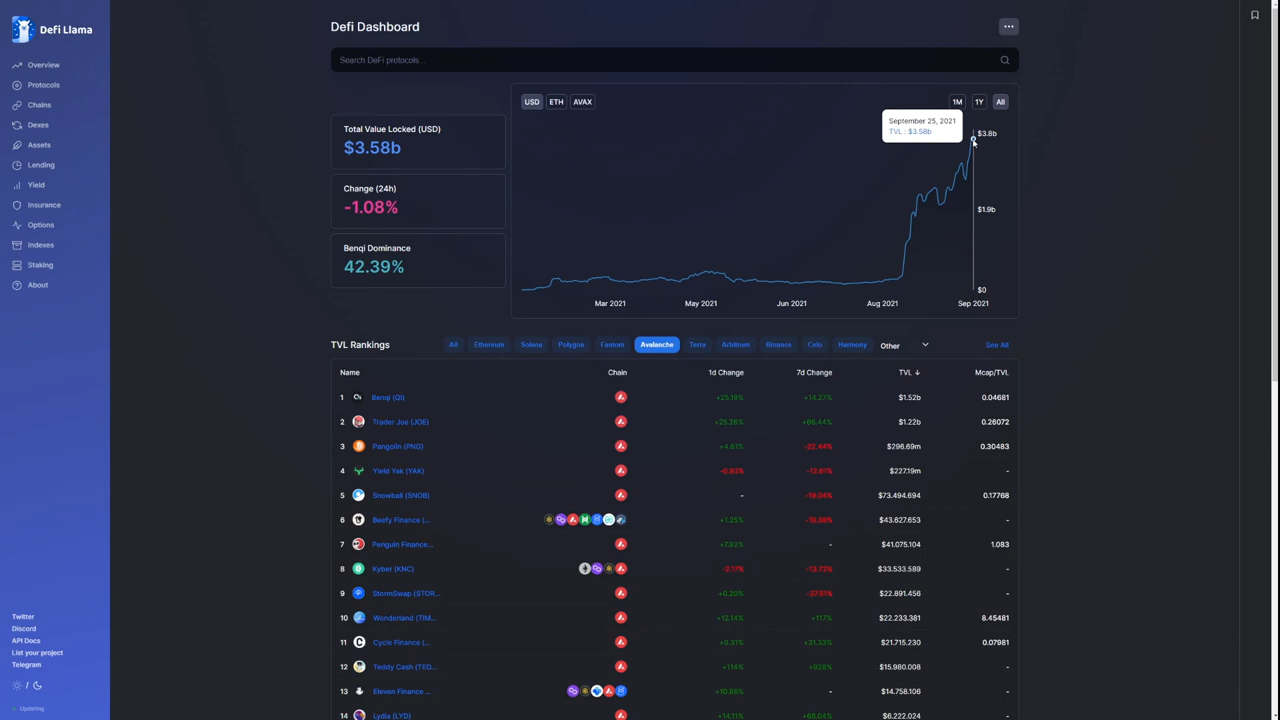 Defi Llama
Overview
Protocols
Chains
Dexes
Assets
Lending
Yield
Insurance
Options
Indexes
Staking
About
Twitter
Discord
API Docs
List your project
Telegram
/
Updating
Defi Dashboard
Search DeFi protocols...
Total Value Locked (USD)
$3.58b
Change (24h)
-1.08%
Benqi Dominance
42.39%
USD ETH AVAX 1M 1Y All
September 25, 2021
TVL : $3.58b
$3.8b
$1.9b
$0
Mar 2021 May 2021 Jun 2021 Aug 2021 Sep 2021
TVL Rankings All Ethereum Solana Polygon Fantom Avalanche Terra Arbitrum Binance Celo Harmony Other See All
Name Chain 1d Change 7d Change TVL ↓ Mcap/TVL
1 Benqi (QI) +25.19% +14.27% $1.52b 0.04681
2 Trader Joe (JOE) +25.26% +66.44% $1.22b 0.26072
3 Pangolin (PNG) +4.61% -22.44% $296.69m 0.30483
4 Yield Yak (YAK) -0.93% -12.61% $227.19m -
5 Snowball (SNOB) - -19.04% $73.494.694 0.17768
6 Beefy Finance (... +1.25% -10.56% $43.627.653 -
7 Penguin Finance... +7.92% - $41.075.104 1.083
8 Kyber (KNC) -2.17% -13.72% $33.533.589 -
9 StormSwap (STOR... +0.20% -37.51% $22.891.456 -
10 Wonderland (TIM... +12.14% +117% $22.233.381 8.45481
11 Cycle Finance (... +0.31% +31.33% $21.715.230 0.07981
12 Teddy Cash (TED... +114% +928% $15.980.008 -
13 Eleven Finance ... +10.88% - $14.758.106 -
14 Lydia (LYD) +14.11% +68.04% $6.222.024 -